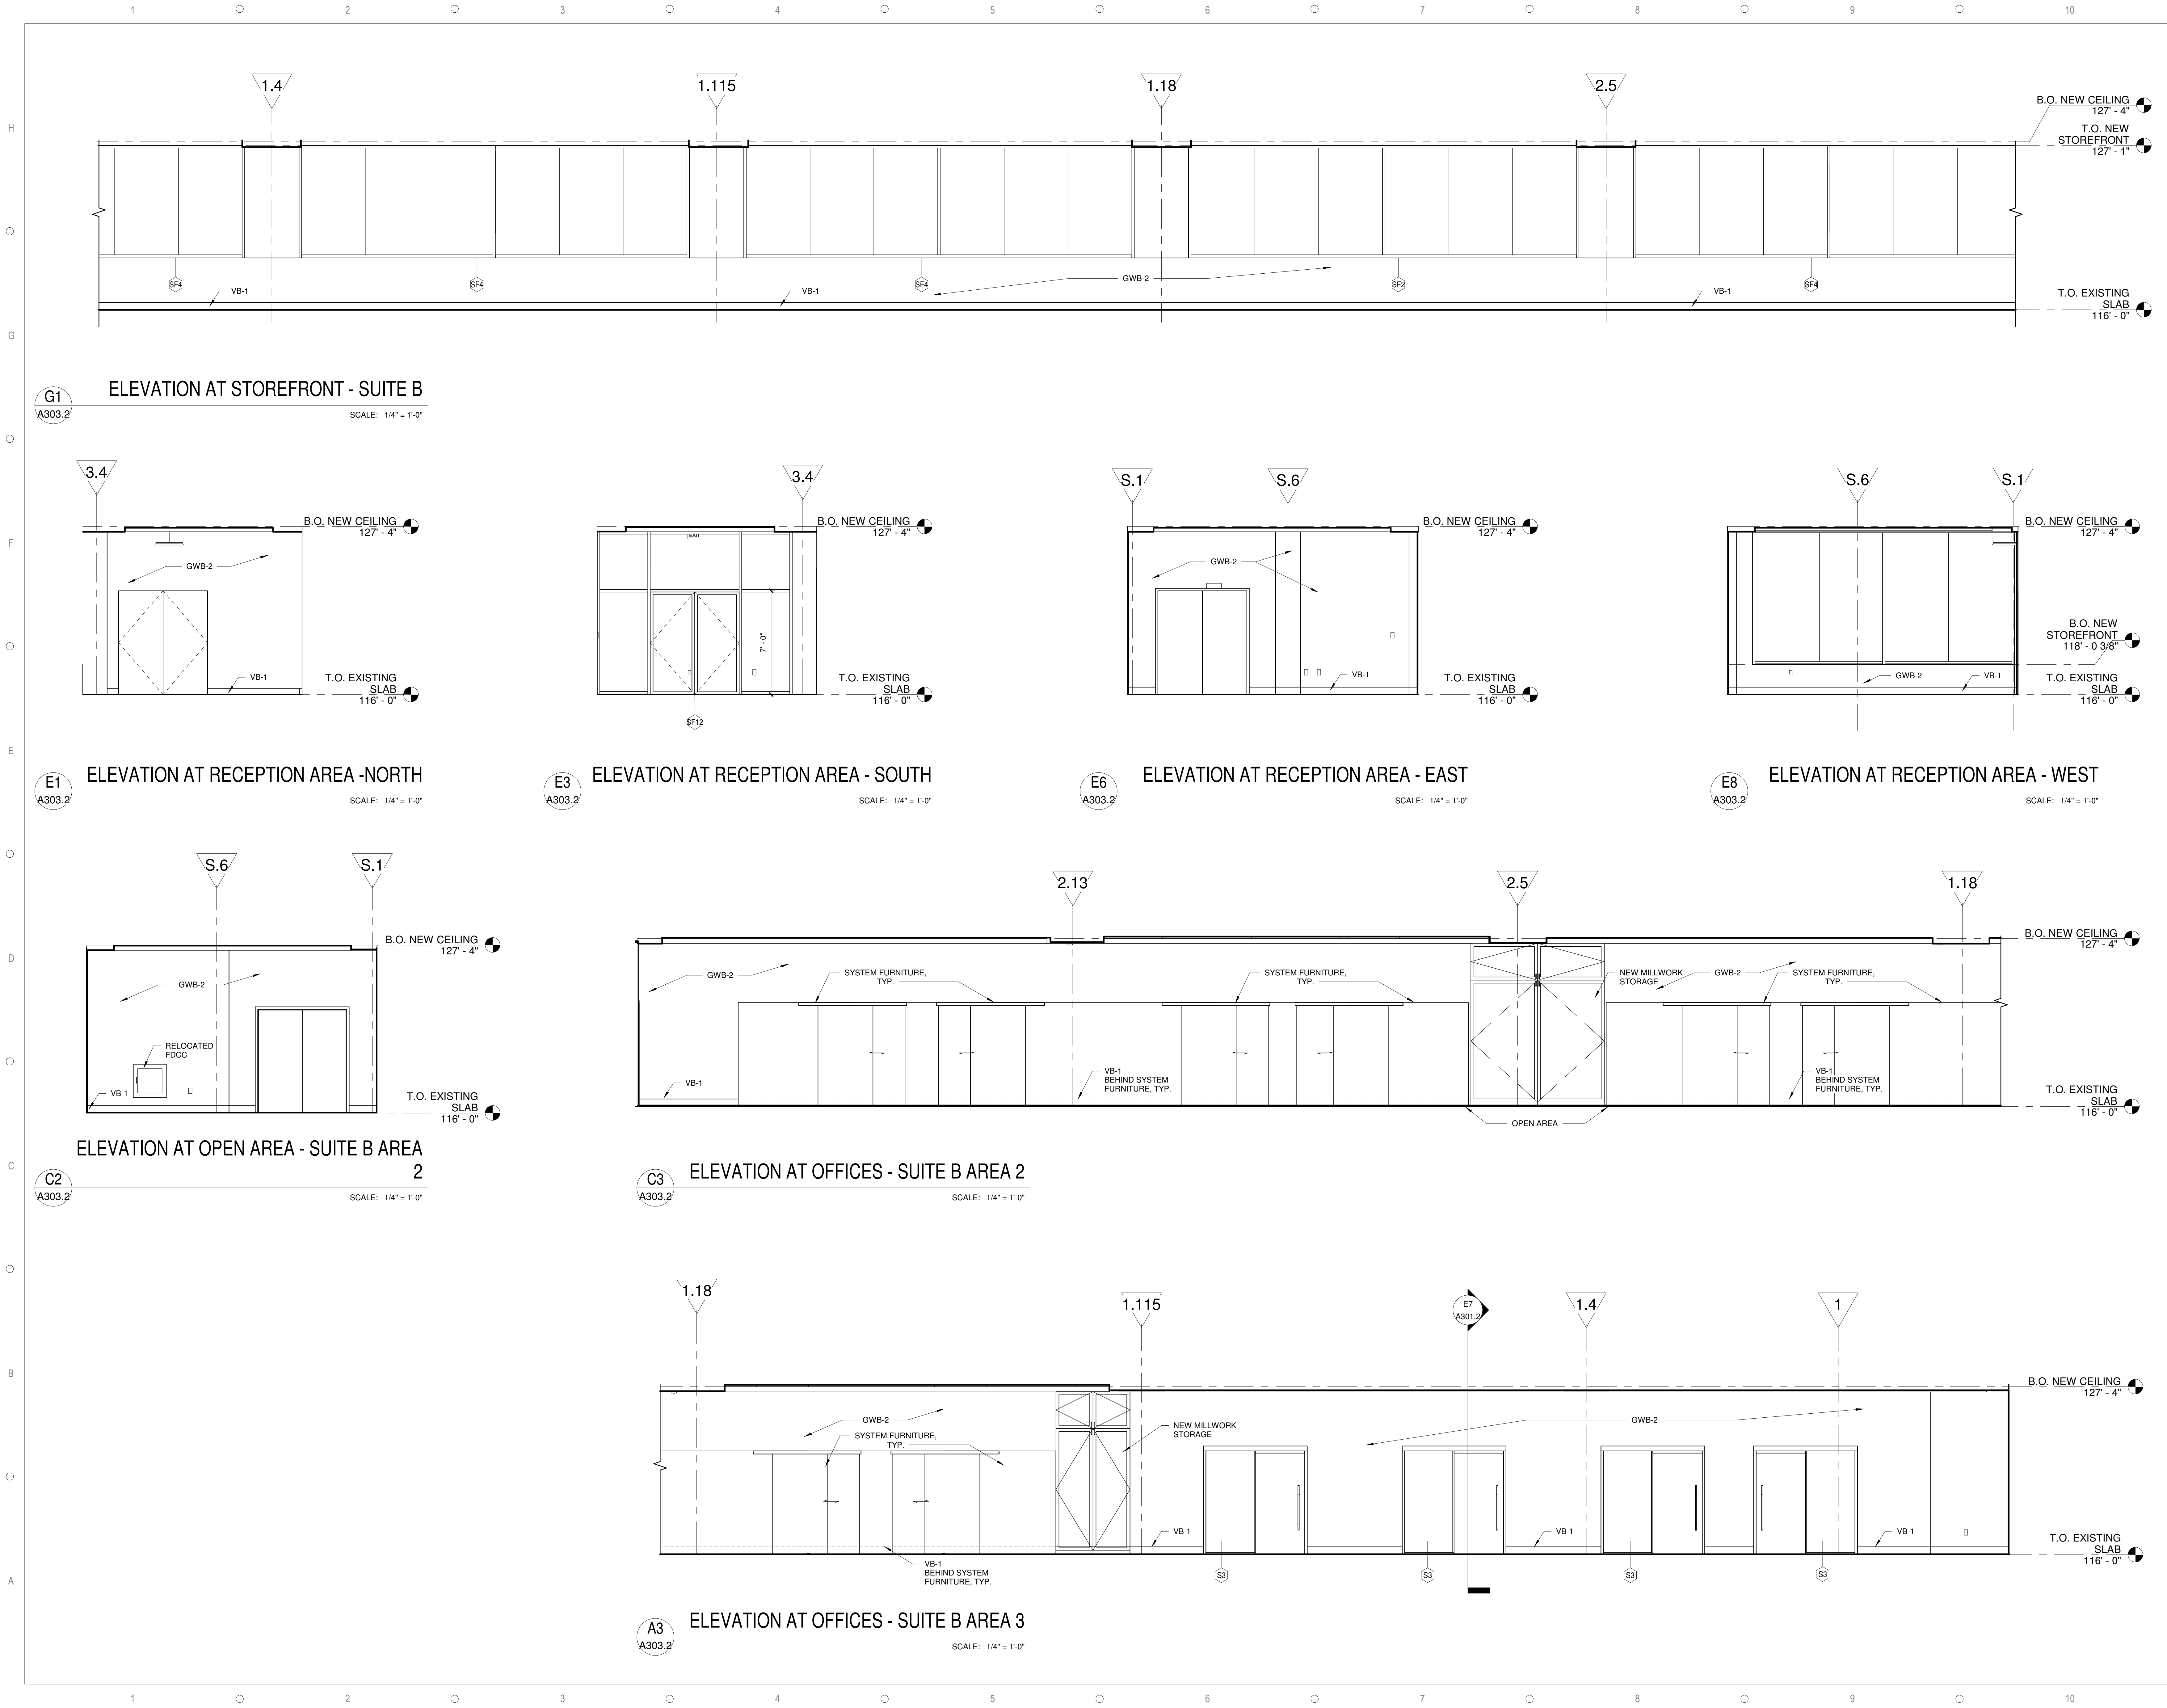 1 2 3 4 5 6 7 8 9 10
H
1.4 1.115 1.18 2.5
B.O. NEW CEILING
127' - 4"
T.O. NEW
STOREFRONT
127' - 1"
SF4 SF4 SF4 SF2 SF4
GWB-2
VB-1 VB-1 VB-1
T.O. EXISTING
SLAB
116' - 0"
G
G1
A303.2
ELEVATION AT STOREFRONT - SUITE B
SCALE: 1/4" = 1'-0"
F
3.4
B.O. NEW CEILING
127' - 4"
GWB-2
VB-1
T.O. EXISTING
SLAB
116' - 0"
E1
A303.2
ELEVATION AT RECEPTION AREA -NORTH
SCALE: 1/4" = 1'-0"
3.4
B.O. NEW CEILING
127' - 4"
7' - 0"
T.O. EXISTING
SLAB
116' - 0"
SF12
E3
A303.2
ELEVATION AT RECEPTION AREA - SOUTH
SCALE: 1/4" = 1'-0"
S.1 S.6
B.O. NEW CEILING
127' - 4"
GWB-2
VB-1
T.O. EXISTING
SLAB
116' - 0"
E6
A303.2
ELEVATION AT RECEPTION AREA - EAST
SCALE: 1/4" = 1'-0"
S.6 S.1
B.O. NEW CEILING
127' - 4"
B.O. NEW
STOREFRONT
118' - 0 3/8"
GWB-2
VB-1
T.O. EXISTING
SLAB
116' - 0"
E8
A303.2
ELEVATION AT RECEPTION AREA - WEST
SCALE: 1/4" = 1'-0"
E
D
S.6 S.1
B.O. NEW CEILING
127' - 4"
GWB-2
RELOCATED
FDCC
VB-1
T.O. EXISTING
SLAB
116' - 0"
C2
A303.2
ELEVATION AT OPEN AREA - SUITE B AREA
2
SCALE: 1/4" = 1'-0"
2.13 2.5 1.18
B.O. NEW CEILING
127' - 4"
GWB-2
SYSTEM FURNITURE,
TYP.
SYSTEM FURNITURE,
TYP.
NEW MILLWORK
STORAGE
GWB-2
SYSTEM FURNITURE,
TYP.
VB-1
VB-1
BEHIND SYSTEM
FURNITURE, TYP.
VB-1
BEHIND SYSTEM
FURNITURE, TYP.
T.O. EXISTING
SLAB
116' - 0"
OPEN AREA
C3
A303.2
ELEVATION AT OFFICES - SUITE B AREA 2
SCALE: 1/4" = 1'-0"
C
B
1.18 1.115
E7
A301.2
1.4 1
B.O. NEW CEILING
127' - 4"
GWB-2
SYSTEM FURNITURE,
TYP.
NEW MILLWORK
STORAGE
GWB-2
VB-1 VB-1 VB-1
VB-1
BEHIND SYSTEM
FURNITURE, TYP.
T.O. EXISTING
SLAB
116' - 0"
S3 S3 S3 S3
A
A3
A303.2
ELEVATION AT OFFICES - SUITE B AREA 3
SCALE: 1/4" = 1'-0"
1 2 3 4 5 6 7 8 9 10